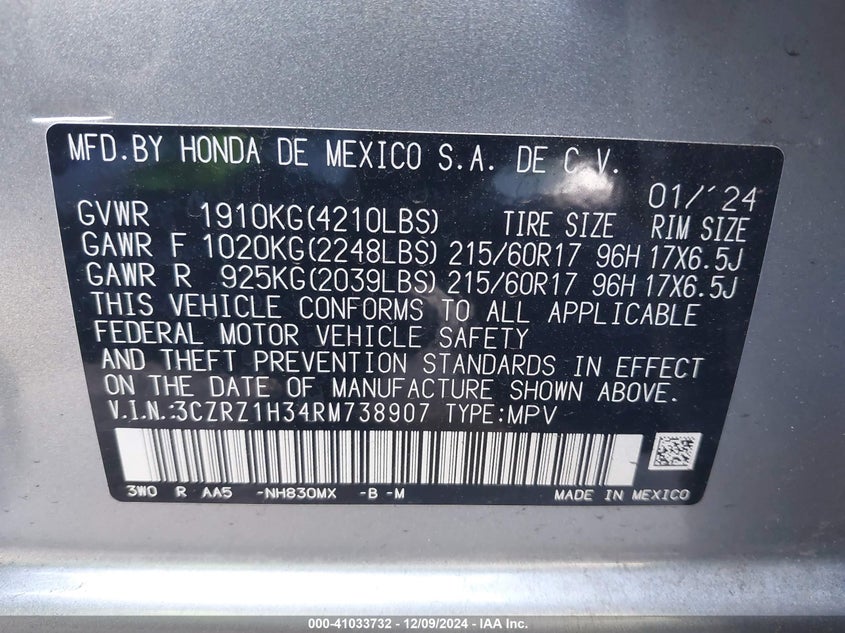 MFD.BY HONDA DE MEXICO S.A. DE C.V.
01/'24
GVWR 1910KG(4210LBS) TIRE SIZE RIM SIZE
GAWR F 1020KG(2248LBS) 215/60R17 96H 17X6.5J
GAWR R 925KG(2039LBS) 215/60R17 96H 17X6.5J
THIS VEHICLE CONFORMS TO ALL APPLICABLE
FEDERAL MOTOR VEHICLE SAFETY
AND THEFT PREVENTION STANDARDS IN EFFECT
ON THE DATE OF MANUFACTURE SHOWN ABOVE.
V.I.N.:3CZRZ1H34RM738907 TYPE:MPV
3W0 R AA5 -NH830MX -B -M MADE IN MEXICO
000-41033732 - 12/09/2024 - IAA Inc.